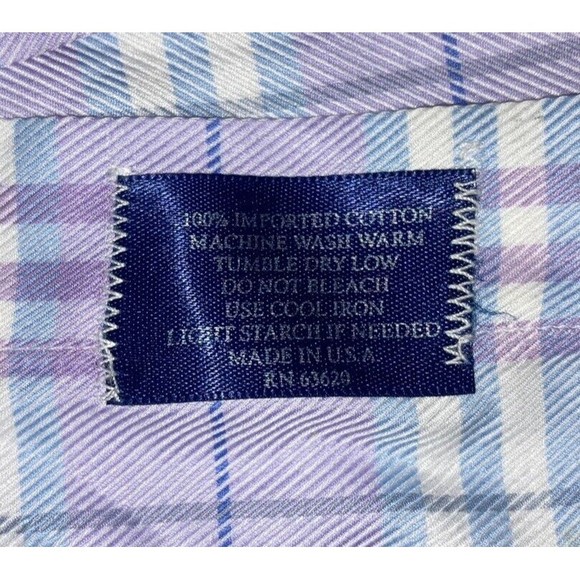 100% IMPORTED COTTON
MACHINE WASH WARM
TUMBLE DRY LOW
DO NOT BLEACH
USE COOL IRON
LIGHT STARCH IF NEEDED
MADE IN U.S.A.
RN 63620